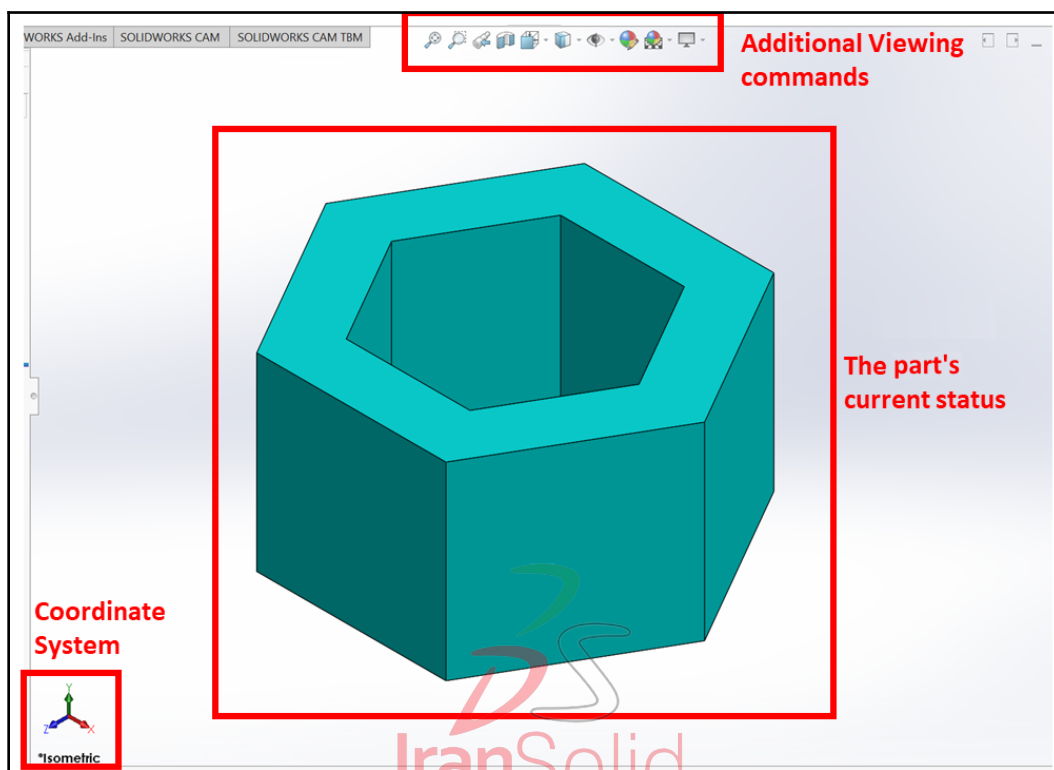 WORKS Add-Ins SOLIDWORKS CAM SOLIDWORKS CAM TBM
Additional Viewing
commands
The part's
current status
Coordinate
System
Y
Z X
*Isometric
IranSolid